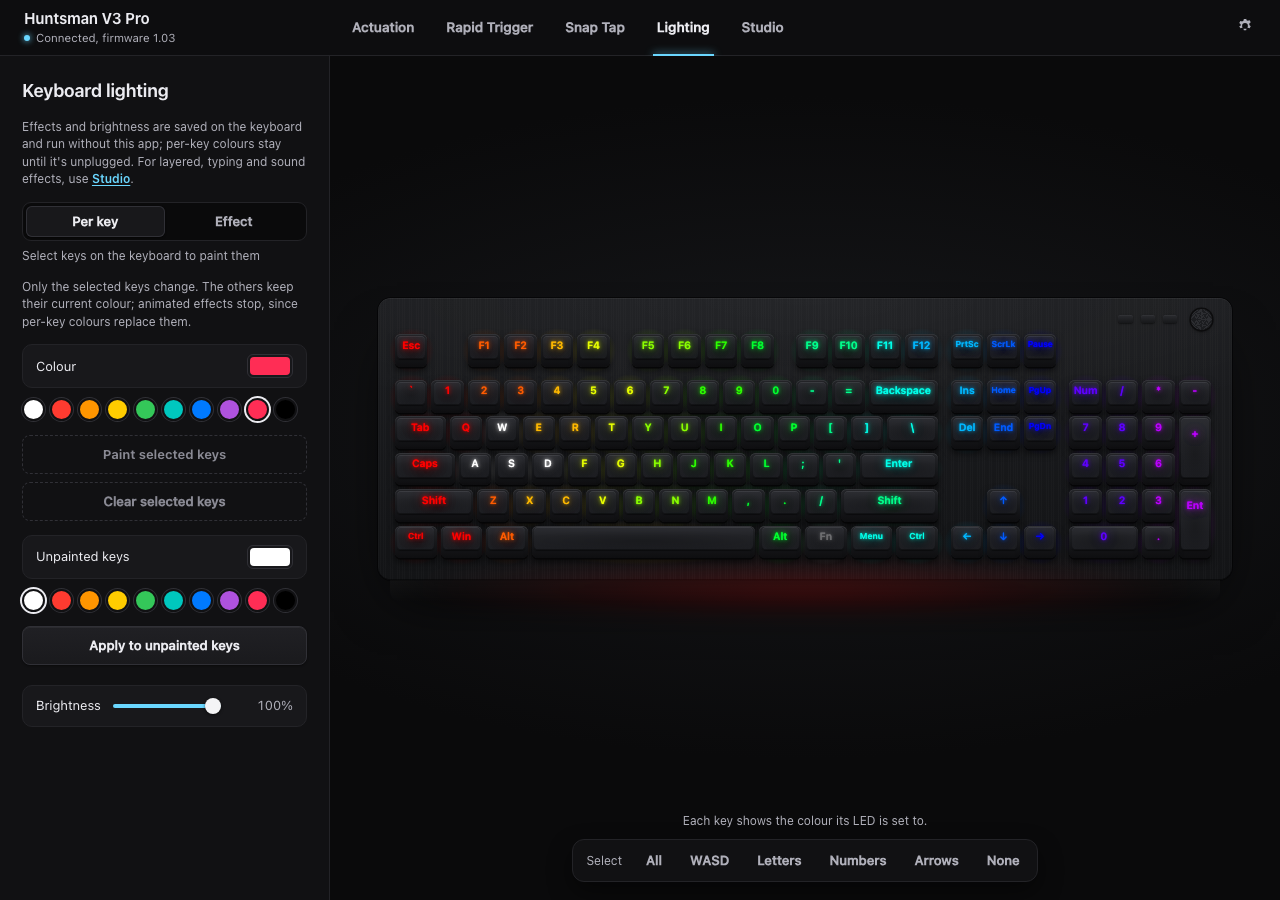 Huntsman V3 Pro
Connected, firmware 1.03
Actuation Rapid Trigger Snap Tap Lighting Studio
Keyboard lighting
Effects and brightness are saved on the keyboard
and run without this app; per-key colours stay
until it's unplugged. For layered, typing and sound
effects, use Studio.
Per key Effect
Select keys on the keyboard to paint them
Only the selected keys change. The others keep
their current colour; animated effects stop, since
per-key colours replace them.
Colour
Paint selected keys
Clear selected keys
Unpainted keys
Apply to unpainted keys
Brightness 100%
Esc F1 F2 F3 F4 F5 F6 F7 F8 F9 F10 F11 F12 PrtSc ScrLk
` 1 2 3 4 5 6 7 8 9 0 - = Backspace Ins Home PgUp Num / * -
Tab Q W E R T Y U I O P [ ] \ Del End PgDn 7 8 9 +
Caps A S D F G H J K L ; ' Enter 4 5 6
Shift Z X C V B N M , . / Shift ↑ 1 2 3 Ent
Ctrl Win Alt Alt Fn Menu Ctrl ← ↓ → 0 .
Each key shows the colour its LED is set to.
Select All WASD Letters Numbers Arrows None